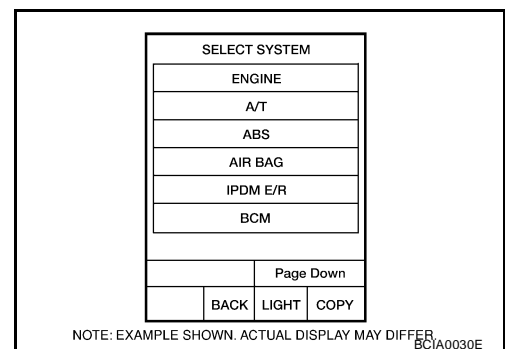 SELECT SYSTEM
ENGINE
A/T
ABS
AIR BAG
IPDM E/R
BCM
Page Down
BACK LIGHT COPY
NOTE: EXAMPLE SHOWN. ACTUAL DISPLAY MAY DIFFER.
BCIA0030E